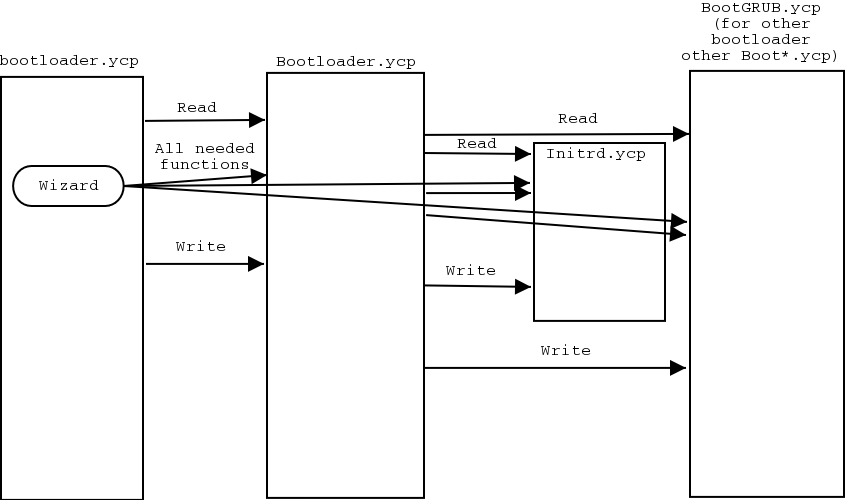 BootGRUB.ycp
(for other
bootloader
other Boot*.ycp)
bootloader.ycp
Bootloader.ycp
Read
Read
Read
All needed
functions
Initrd.ycp
Wizard
Write
Write
Write